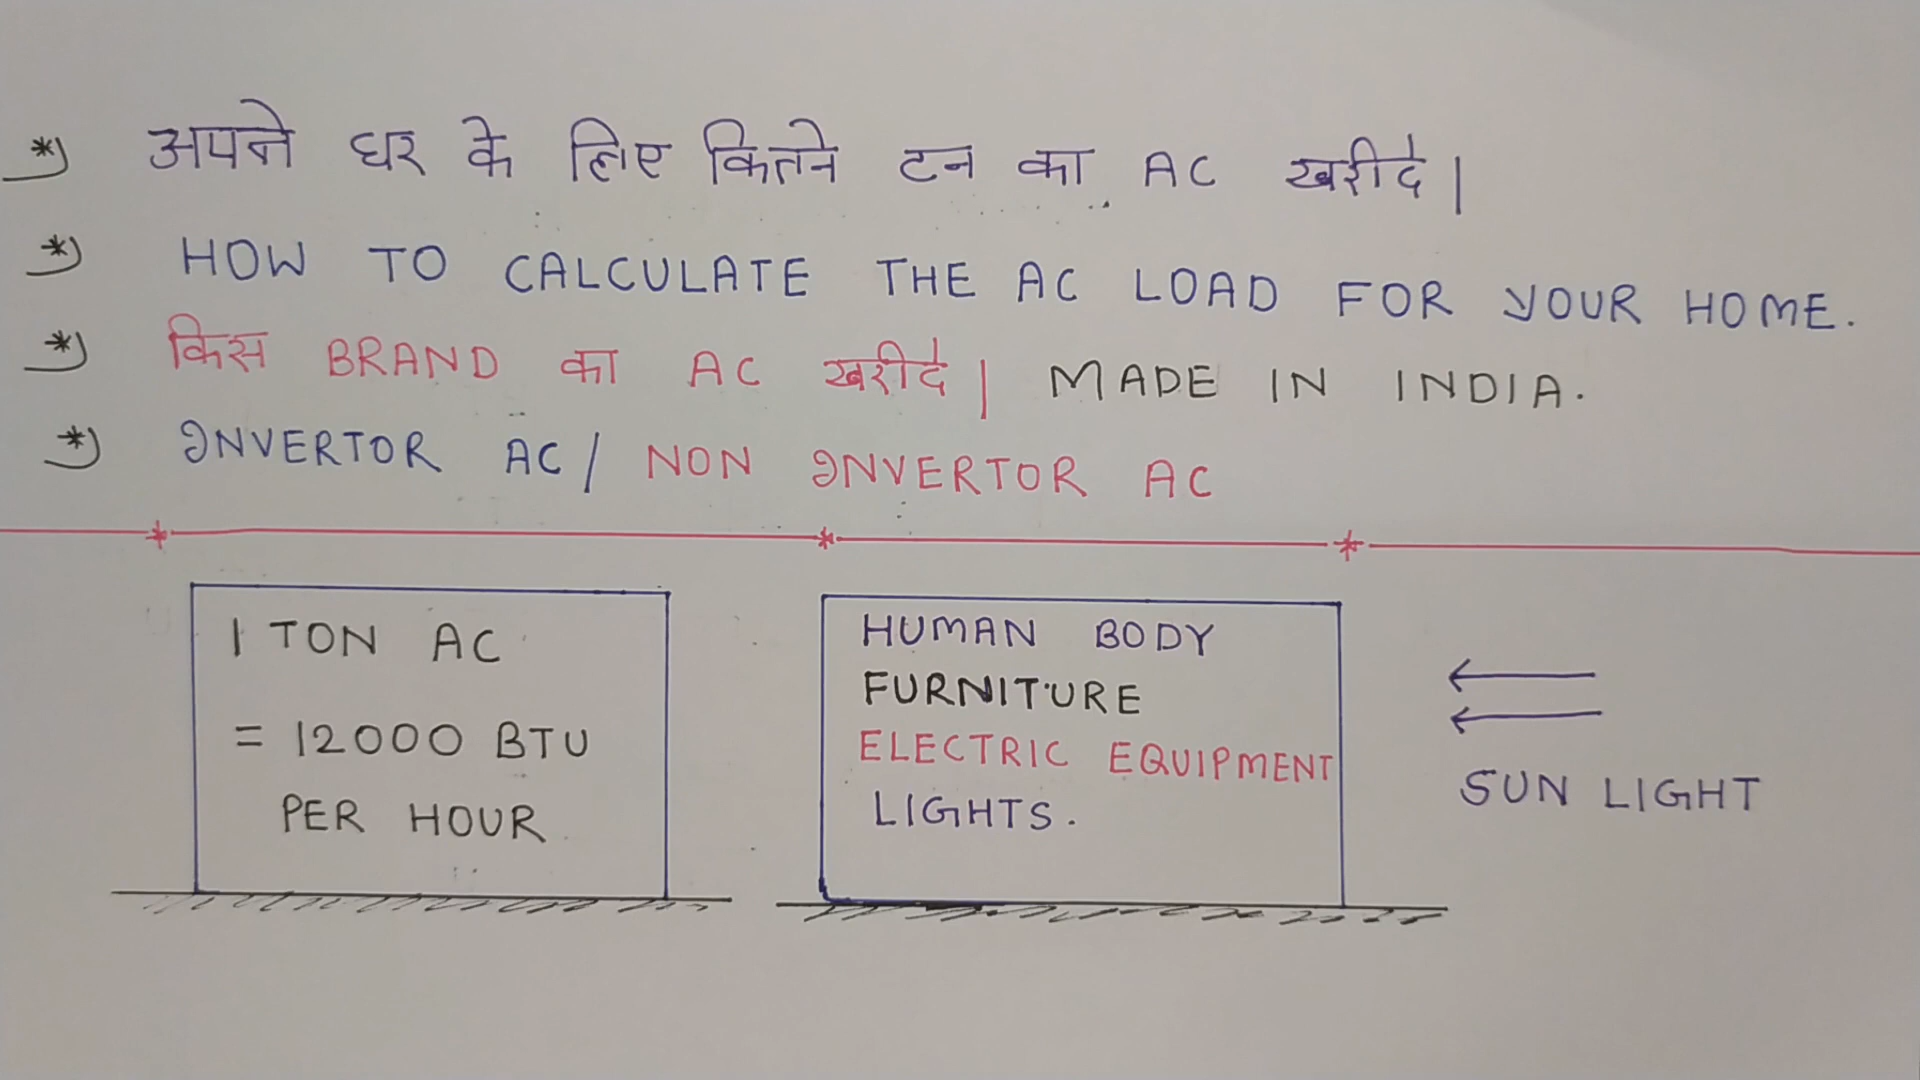 *) अपने घर के लिए कितने टन का AC खरीदे |
*) HOW TO CALCULATE THE AC LOAD FOR YOUR HOME.
*) किस BRAND का AC खरीदे | MADE IN INDIA.
*) INVERTOR AC / NON INVERTOR AC
1 TON AC
= 12000 BTU
PER HOUR
HUMAN BODY
FURNITURE
ELECTRIC EQUIPMENT
LIGHTS.
SUN LIGHT